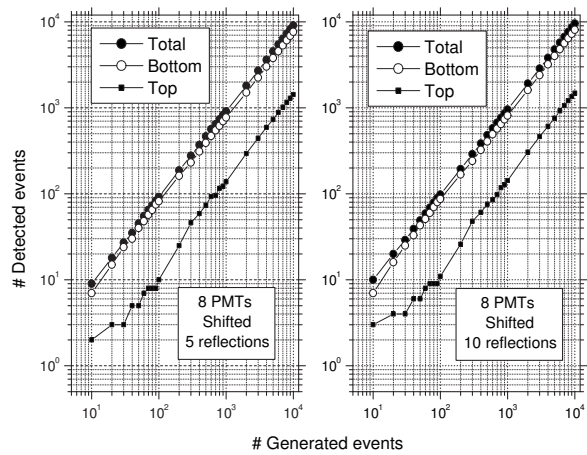 # Detected events
10^4
10^3
10^2
10^1
10^0
Total
Bottom
Top
8 PMTs
Shifted
5 reflections
10^1 10^2 10^3 10^4
10^4
10^3
10^2
10^1
10^0
Total
Bottom
Top
8 PMTs
Shifted
10 reflections
10^1 10^2 10^3 10^4
# Generated events